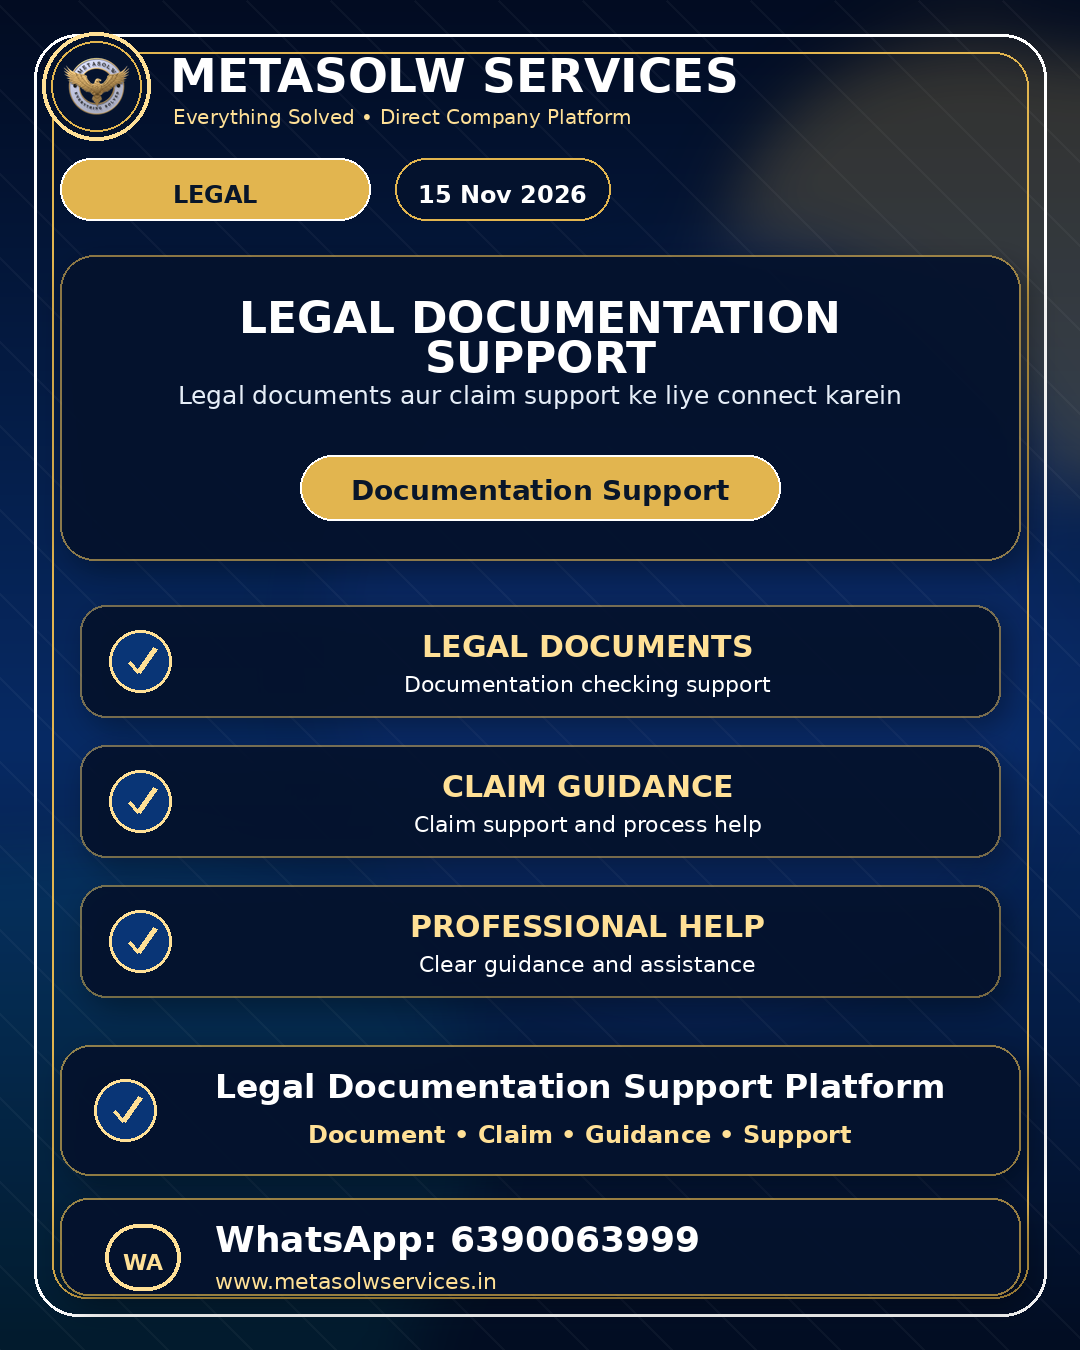 METASOLW
EVERYTHING SOLVED
METASOLW SERVICES
Everything Solved • Direct Company Platform
LEGAL
15 Nov 2026
LEGAL DOCUMENTATION
SUPPORT
Legal documents aur claim support ke liye connect karein
Documentation Support
LEGAL DOCUMENTS
Documentation checking support
CLAIM GUIDANCE
Claim support and process help
PROFESSIONAL HELP
Clear guidance and assistance
Legal Documentation Support Platform
Document • Claim • Guidance • Support
WA
WhatsApp: 6390063999
www.metasolwservices.in